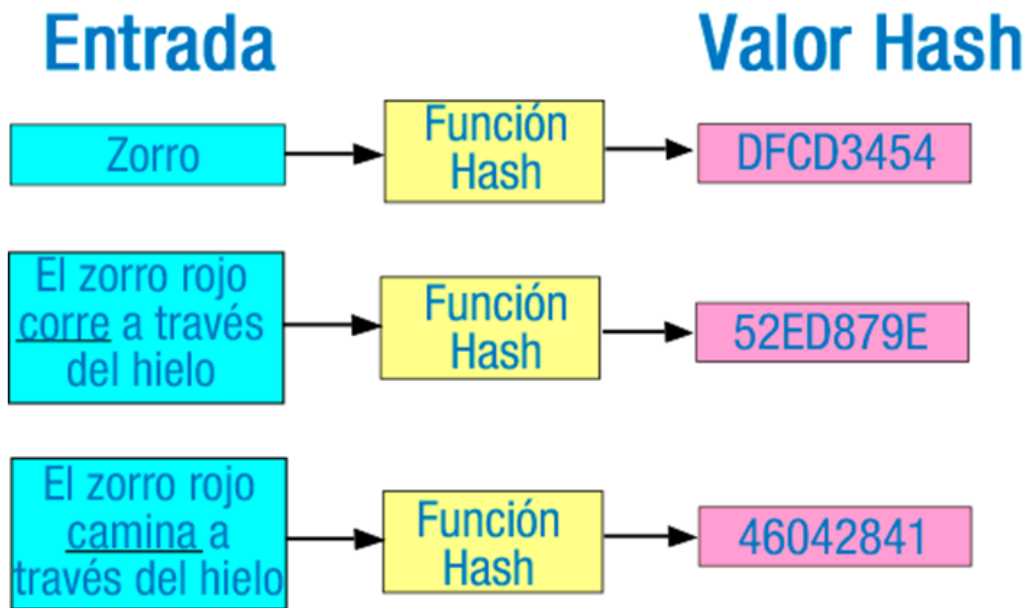 Entrada
Valor Hash
Zorro
Función
Hash
DFCD3454
El zorro rojo
corre a través
del hielo
Función
Hash
52ED879E
El zorro rojo
camina a
través del hielo
Función
Hash
46042841